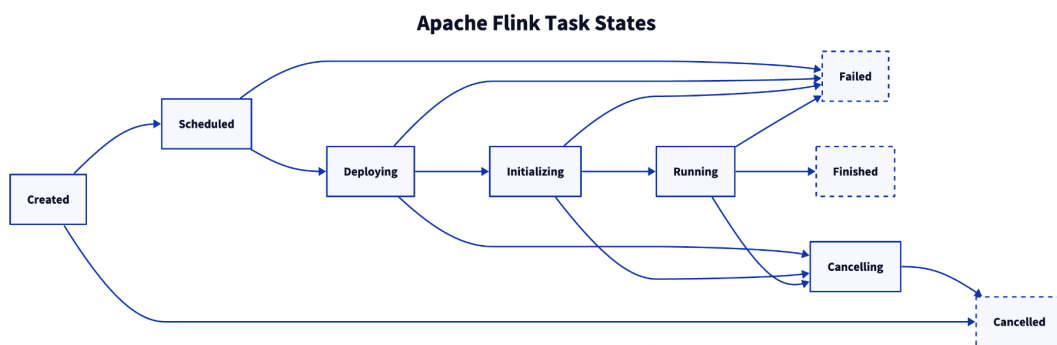 Apache Flink Task States
Failed
Scheduled
Deploying
Initializing
Running
Finished
Created
Cancelling
Cancelled